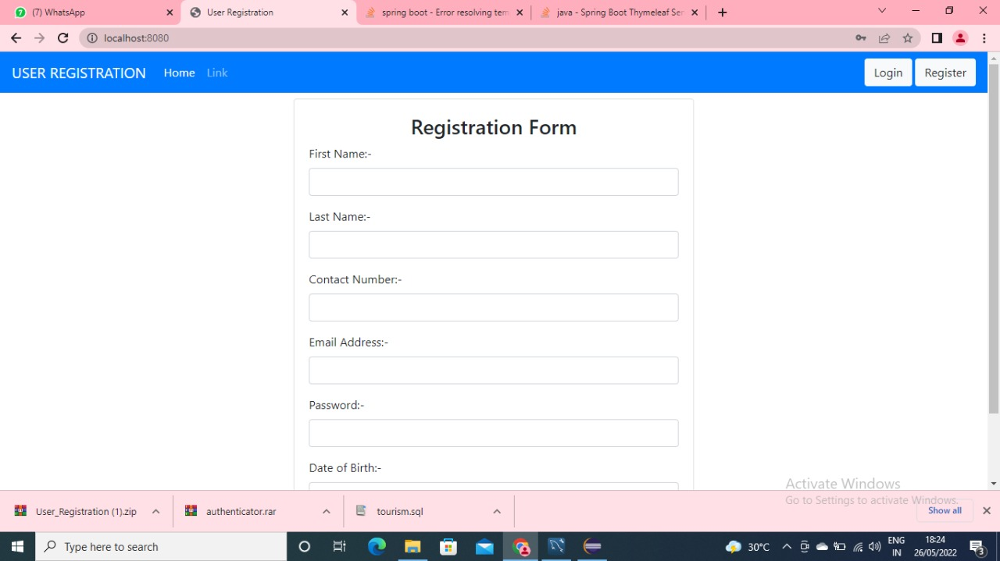 (7) WhatsApp
User Registration
spring boot - Error resolving tem
java - Spring Boot Thymeleaf Ser
localhost:8080
USER REGISTRATION Home Link Login Register
Registration Form
First Name:-
Last Name:-
Contact Number:-
Email Address:-
Password:-
Date of Birth:-
Activate Windows
Go to Settings to activate Windows.
User_Registration (1).zip
authenticator.rar
tourism.sql
Show all
Type here to search
30°C
ENG
IN
18:24
26/05/2022
3